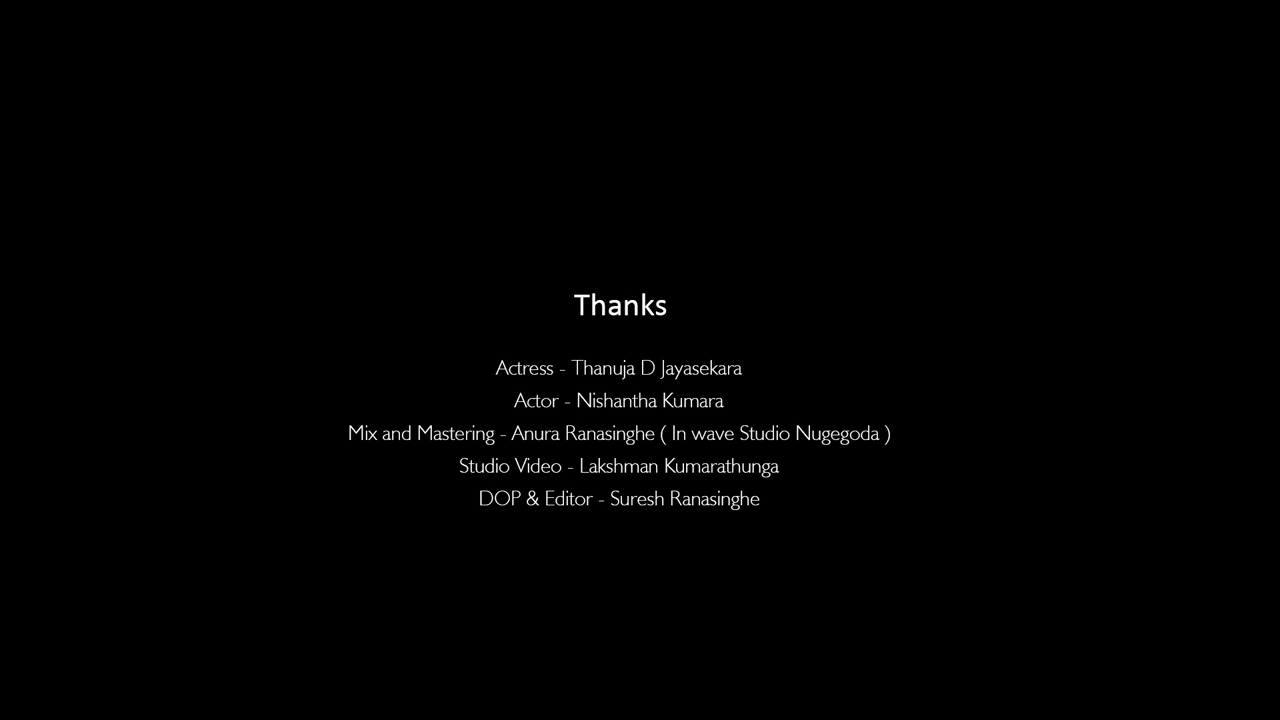 Thanks
Actress - Thanuja D Jayasekara
Actor - Nishantha Kumara
Mix and Mastering - Anura Ranasinghe ( In wave Studio Nugegoda )
Studio Video - Lakshman Kumarathunga
DOP & Editor - Suresh Ranasinghe